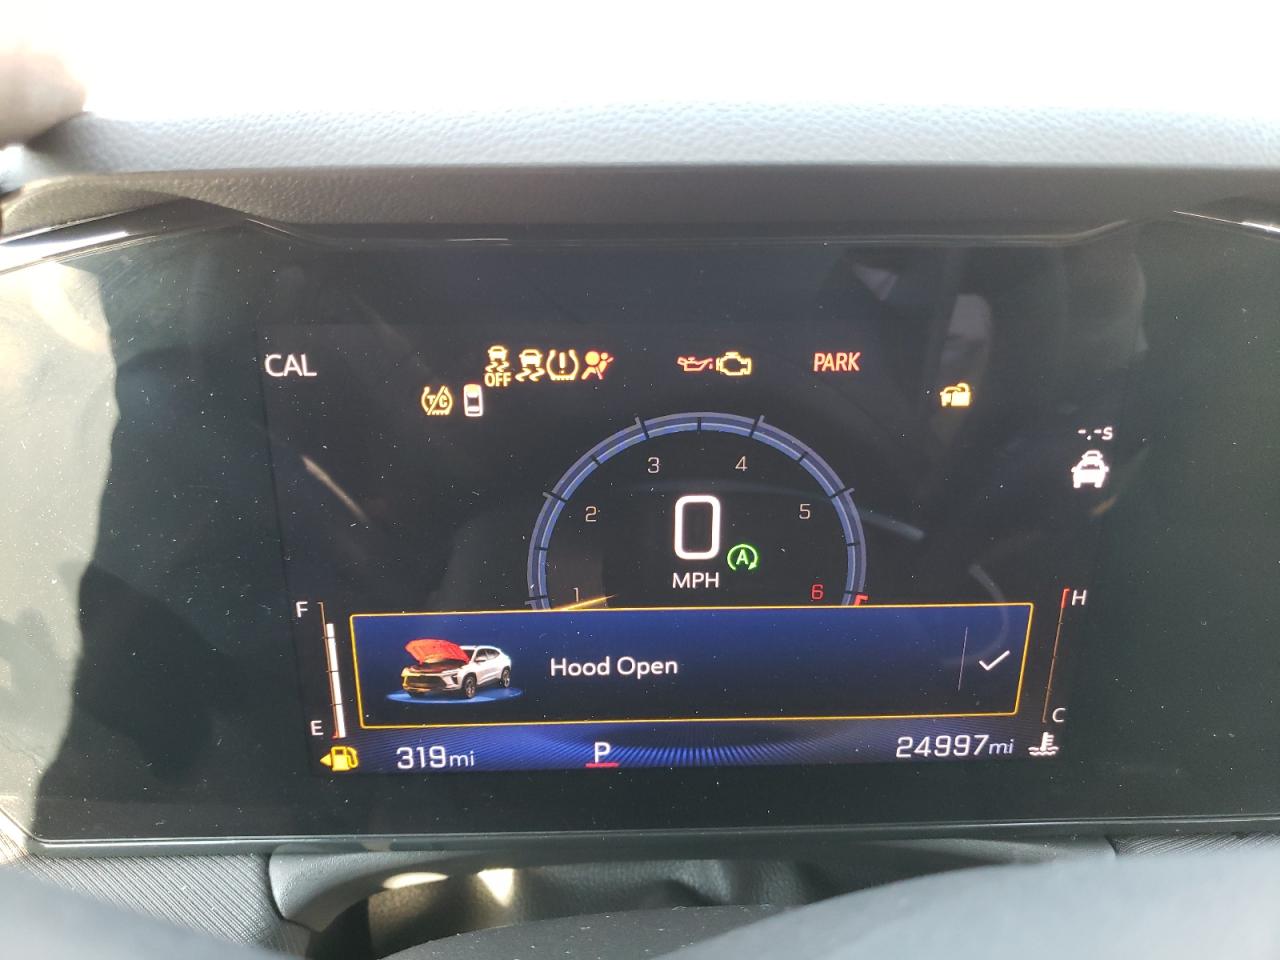 CAL
OFF
PARK
T/C
-.-s
3 4
2 5
0
A
MPH
1 6
F H
Hood Open
E C
319mi P 24997mi